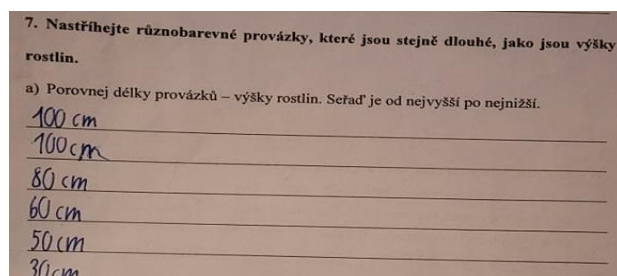 7. Nastříhejte různobarevné provázky, které jsou stejně dlouhé, jako jsou výšky
rostlin.
a) Porovnej délky provázků – výšky rostlin. Seřaď je od nejvyšší po nejnižší.
100 cm
100 cm
80 cm
60 cm
50 cm
30 cm